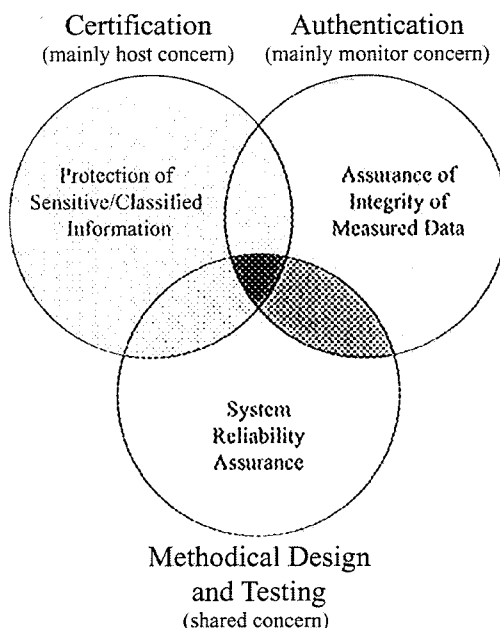 Certification
(mainly host concern)
Authentication
(mainly monitor concern)
Protection of
Sensitive/Classified
Information
Assurance of
Integrity of
Measured Data
System
Reliability
Assurance
Methodical Design
and Testing
(shared concern)